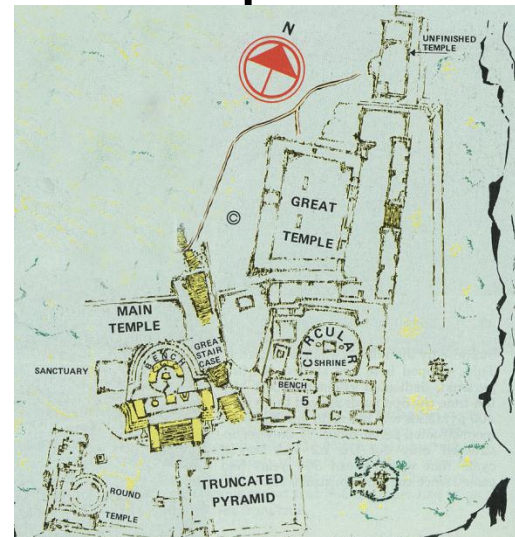 N
UNFINISHED
TEMPLE
GREAT
TEMPLE
©
MAIN
TEMPLE
GREAT
STAIR
CASE
CIRCULAR
SHRINE
BENCH
SANCTUARY
BENCH
5
TRUNCATED
PYRAMID
ROUND
TEMPLE